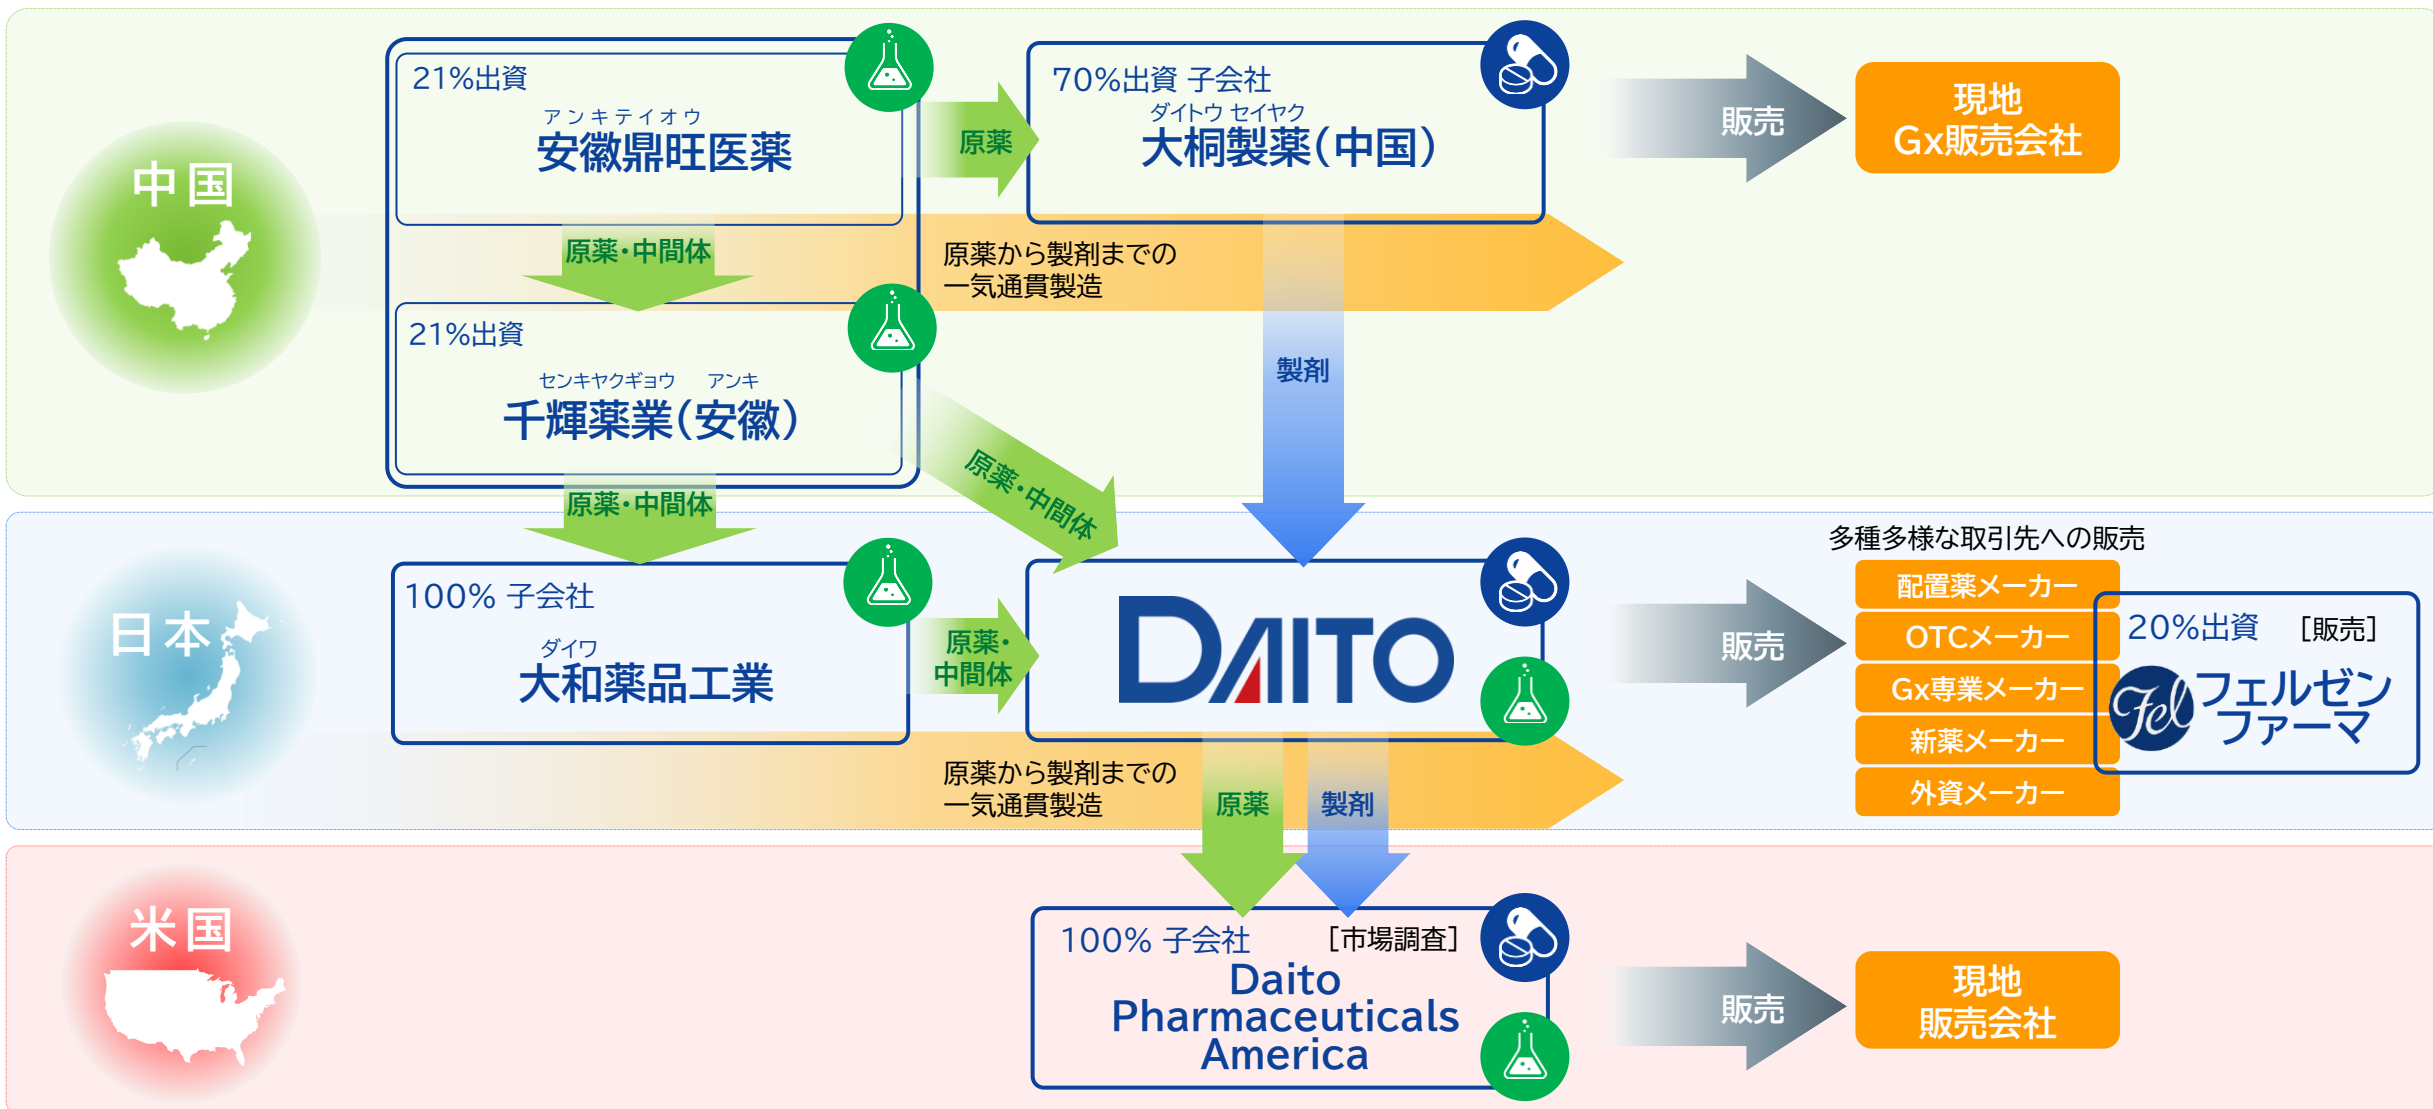 中国
21%出資
アンキテイオウ
安徽鼎旺医薬
原薬
70%出資 子会社
ダイトウ セイヤク
大桐製薬（中国）
販売
現地
Gx販売会社
原薬・中間体
原薬から製剤までの
一気通貫製造
21%出資
センキヤクギョウ アンキ
千輝薬業（安徽）
製剤
原薬・中間体
原薬・中間体
日本
100% 子会社
ダイワ
大和薬品工業
原薬・
中間体
DAITO
販売
多種多様な取引先への販売
配置薬メーカー
OTCメーカー
Gx専業メーカー
新薬メーカー
外資メーカー
20%出資 ［販売］
Fel
フェルゼン
ファーマ
原薬から製剤までの
一気通貫製造
原薬
製剤
米国
100% 子会社 ［市場調査］
Daito
Pharmaceuticals
America
販売
現地
販売会社